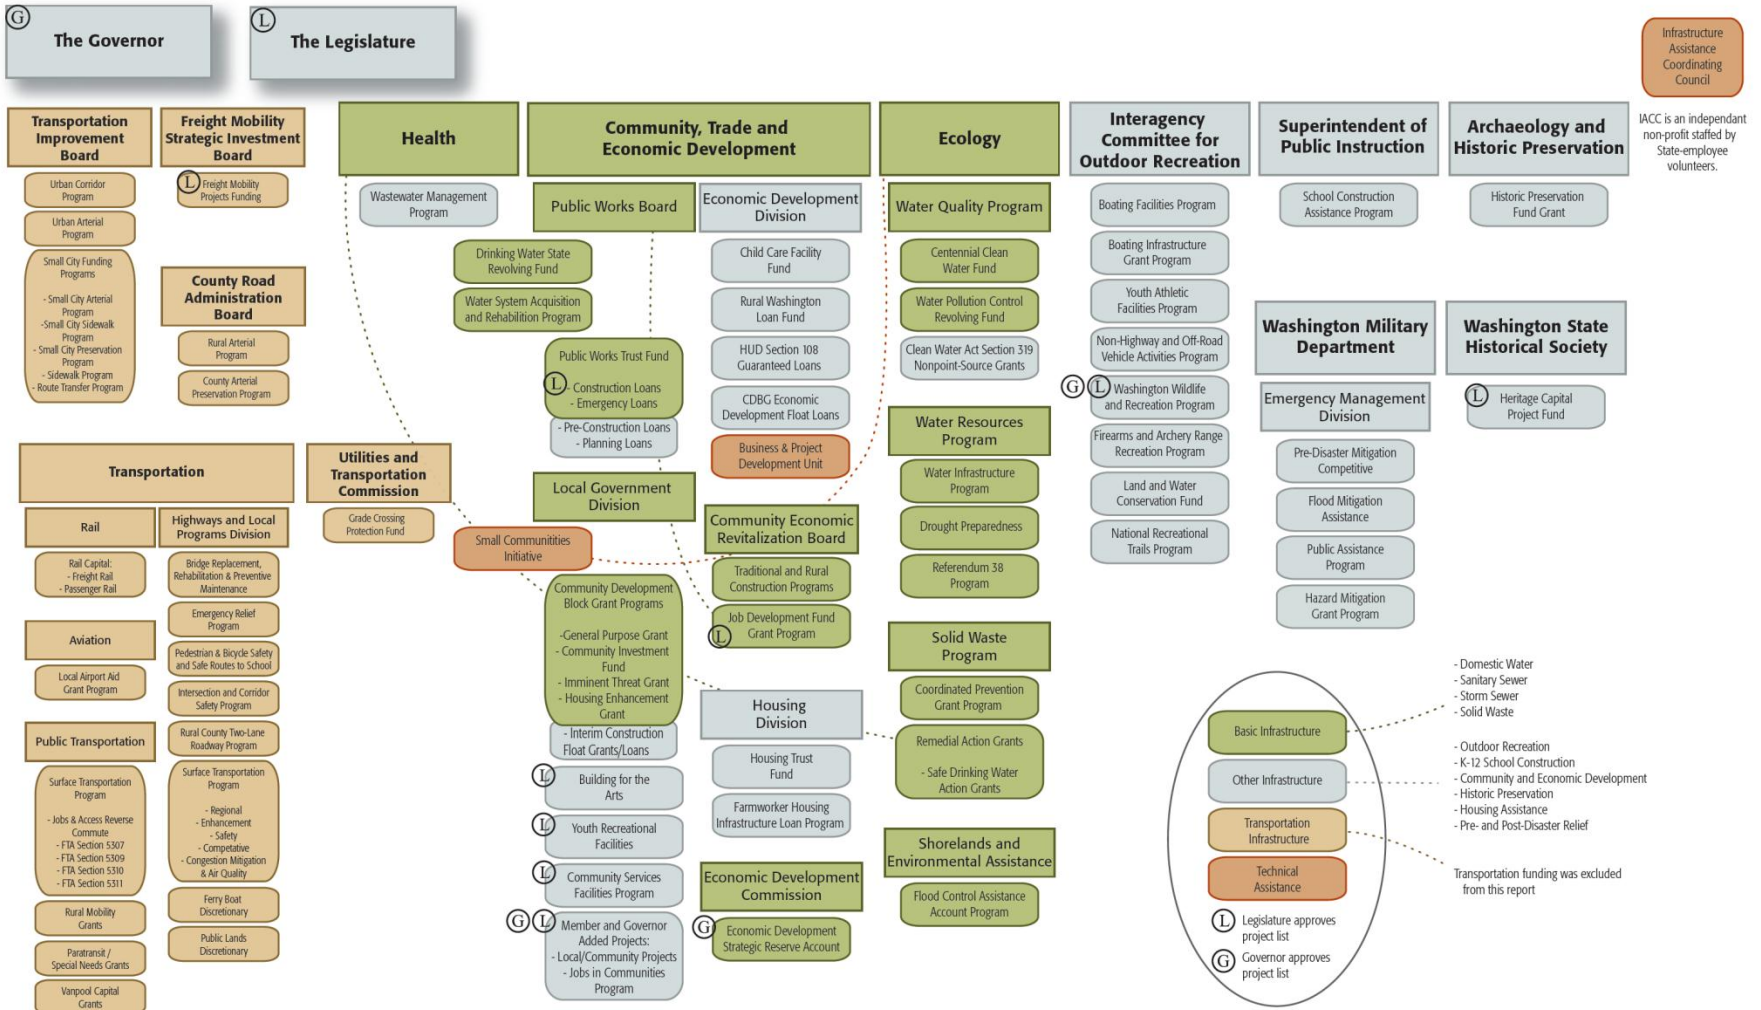 G
The Governor
L
The Legislature
Infrastructure
Assistance
Coordinating
Council
IACC is an independant
non-profit staffed by
State-employee
volunteers.
Transportation
Improvement
Board
Urban Corridor
Program
Urban Arterial
Program
Small City Funding
Programs
- Small City Arterial
Program
-Small City Sidewalk
Program
- Small City Preservation
Program
- Sidewalk Program
- Route Transfer Program
Freight Mobility
Strategic Investment
Board
L
Freight Mobility
Projects Funding
County Road
Administration
Board
Rural Arterial
Program
County Arterial
Preservation Program
Transportation
Rail
Rail Capital:
- Freight Rail
- Passenger Rail
Aviation
Local Airport Aid
Grant Program
Public Transportation
Surface Transportation
Program
- Jobs & Access Reverse
Commute
- FTA Section 5307
- FTA Section 5309
- FTA Section 5310
- FTA Section 5311
Rural Mobility
Grants
Paratransit /
Special Needs Grants
Vanpool Capital
Grants
Highways and Local
Programs Division
Bridge Replacement,
Rehabilitation & Preventive
Maintenance
Emergency Relief
Program
Pedestrian & Bicycle Safety
and Safe Routes to School
Intersection and Corridor
Safety Program
Rural County Two-Lane
Roadway Program
Surface Transportation
Program
- Regional
- Enhancement
- Safety
- Competative
- Congestion Mitigation
& Air Quality
Ferry Boat
Discretionary
Public Lands
Discretionary
Utilities and
Transportation
Commission
Grade Crossing
Protection Fund
Health
Wastewater Management
Program
Community, Trade and
Economic Development
Public Works Board
Drinking Water State
Revolving Fund
Water System Acquisition
and Rehabilition Program
Public Works Trust Fund
L
- Construction Loans
- Emergency Loans
- Pre-Construction Loans
- Planning Loans
Local Government
Division
Small Communitities
Initiative
Community Development
Block Grant Programs
-General Purpose Grant
- Community Investment
Fund
- Imminent Threat Grant
- Housing Enhancement
Grant
- Interim Construction
Float Grants/Loans
L
Building for the
Arts
L
Youth Recreational
Facilities
L
Community Services
Facilities Program
G
L
Member and Governor
Added Projects:
- Local/Community Projects
- Jobs in Communities
Program
Economic Development
Division
Child Care Facility
Fund
Rural Washington
Loan Fund
HUD Section 108
Guaranteed Loans
CDBG Economic
Development Float Loans
Business & Project
Development Unit
Community Economic
Revitalization Board
Traditional and Rural
Construction Programs
Job Development Fund
Grant Program
L
Housing
Division
Housing Trust
Fund
Farmworker Housing
Infrastructure Loan Program
Economic Development
Commission
G
Economic Development
Strategic Reserve Account
Ecology
Water Quality Program
Centennial Clean
Water Fund
Water Pollution Control
Revolving Fund
Clean Water Act Section 319
Nonpoint-Source Grants
Water Resources
Program
Water Infrastructure
Program
Drought Preparedness
Referendum 38
Program
Solid Waste
Program
Coordinated Prevention
Grant Program
Remedial Action Grants
- Safe Drinking Water
Action Grants
Shorelands and
Environmental Assistance
Flood Control Assistance
Account Program
Interagency
Committee for
Outdoor Recreation
Boating Facilities Program
Boating Infrastructure
Grant Program
Youth Athletic
Facilities Program
Non-Highway and Off-Road
Vehicle Activities Program
G
L
Washington Wildlife
and Recreation Program
Firearms and Archery Range
Recreation Program
Land and Water
Conservation Fund
National Recreational
Trails Program
Superintendent of
Public Instruction
School Construction
Assistance Program
Archaeology and
Historic Preservation
Historic Preservation
Fund Grant
Washington Military
Department
Emergency Management
Division
Pre-Disaster Mitigation
Competitive
Flood Mitigation
Assistance
Public Assistance
Program
Hazard Mitigation
Grant Program
Washington State
Historical Society
L
Heritage Capital
Project Fund
Basic Infrastructure
Other Infrastructure
Transportation
Infrastructure
Technical
Assistance
L
Legislature approves
project list
G
Governor approves
project list
- Domestic Water
- Sanitary Sewer
- Storm Sewer
- Solid Waste
- Outdoor Recreation
- K-12 School Construction
- Community and Economic Development
- Historic Preservation
- Housing Assistance
- Pre- and Post-Disaster Relief
Transportation funding was excluded
from this report